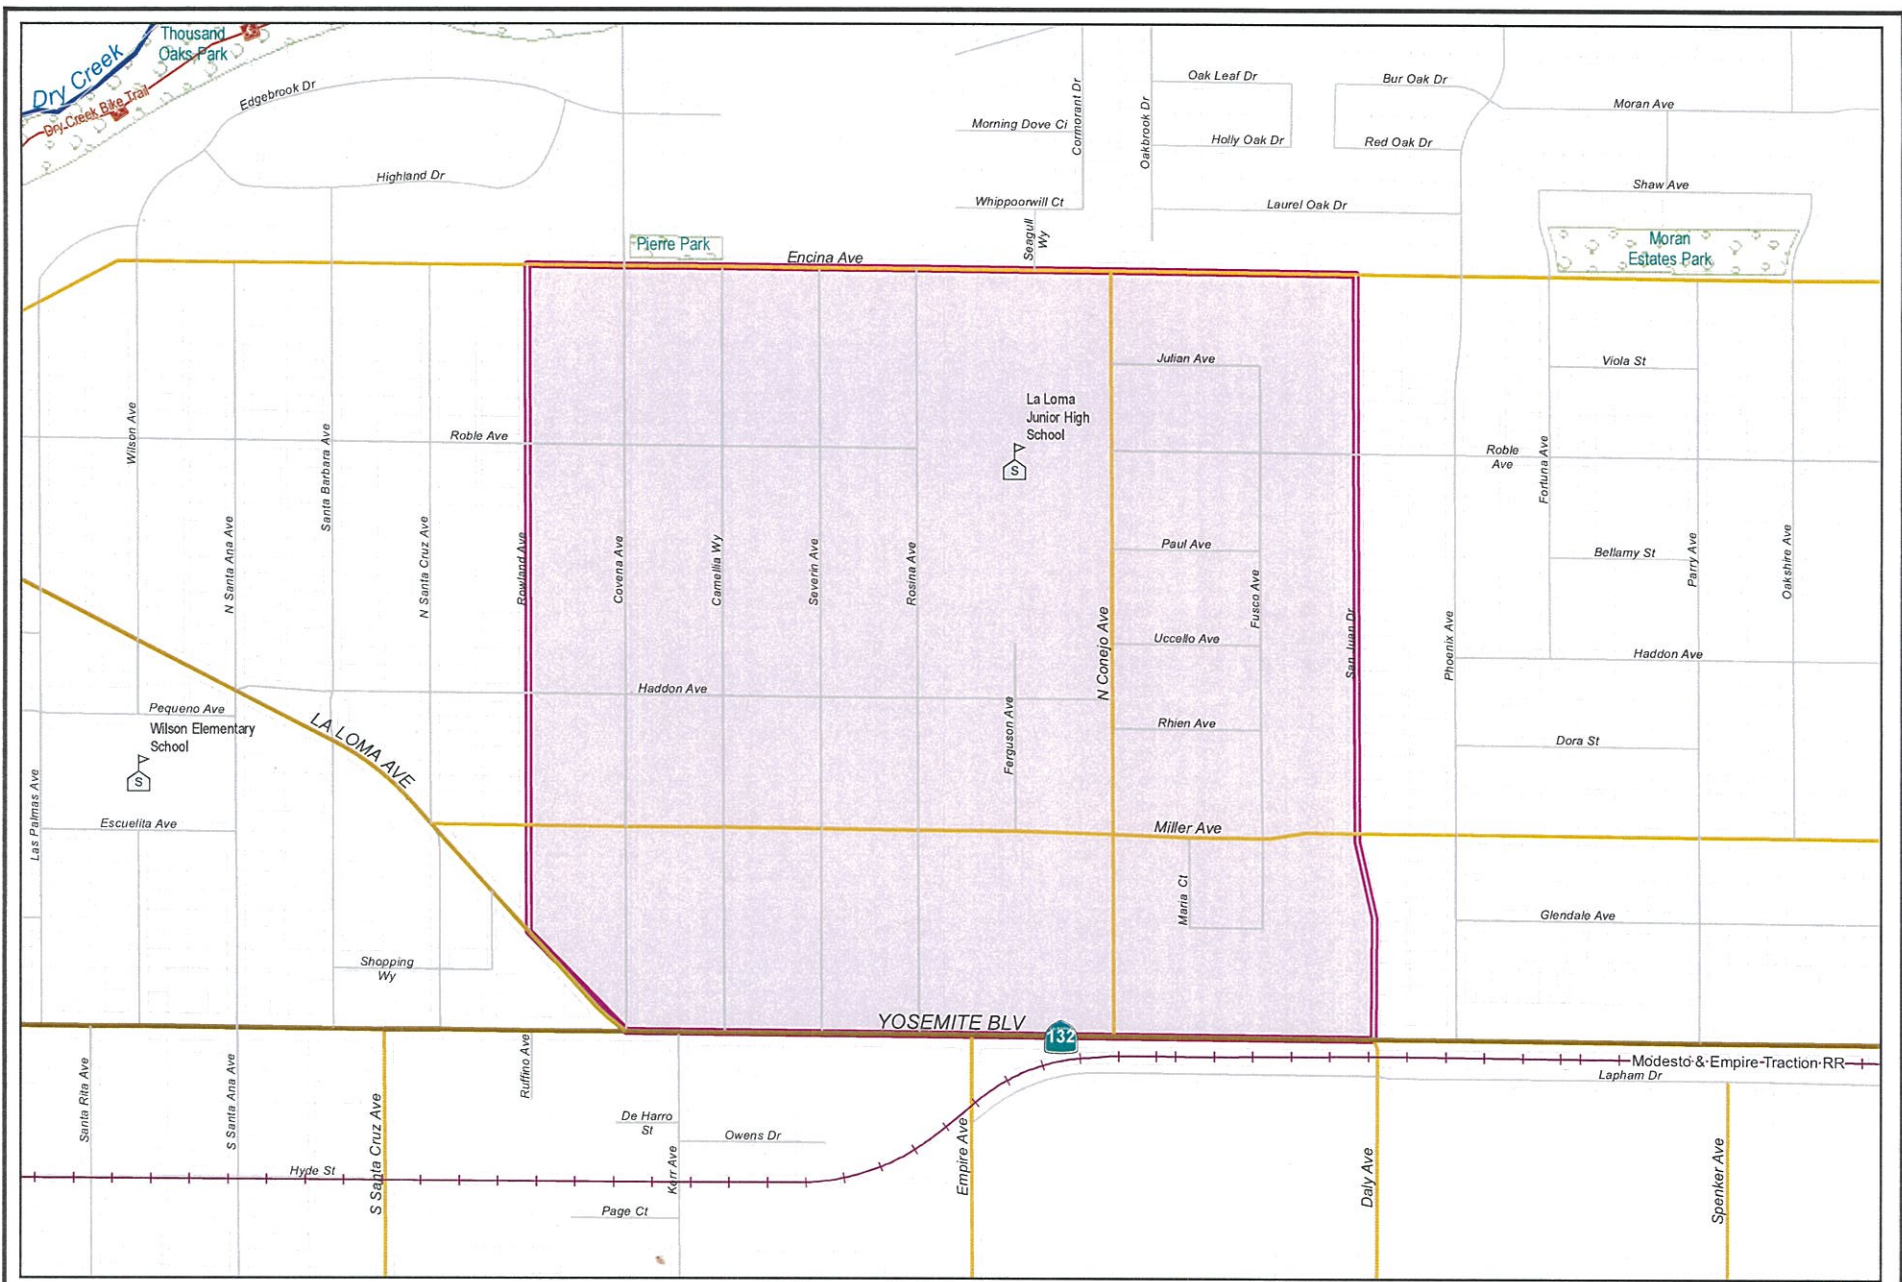 Thousand
Oaks Park
Dry Creek
Dry Creek Bike Trail
Edgebrook Dr
Highland Dr
Morning Dove Ci
Cormorant Dr
Oakbrook Dr
Oak Leaf Dr
Holly Oak Dr
Bur Oak Dr
Red Oak Dr
Moran Ave
Whippoorwill Ct
Seagull
Wy
Laurel Oak Dr
Shaw Ave
Pierre Park
Encina Ave
Moran
Estates Park
Julian Ave
Viola St
La Loma
Junior High
School
S
Wilson Ave
Santa Barbara Ave
Roble Ave
Roble
Ave
Fortuna Ave
N Santa Ana Ave
N Santa Cruz Ave
Rowland Ave
Covena Ave
Camellia Wy
Severin Ave
Rosina Ave
Paul Ave
Fusco Ave
Bellamy St
Parry Ave
Oakshire Ave
N Conejo Ave
Uccello Ave
San Juan Dr
Phoenix Ave
Haddon Ave
Haddon Ave
Pequeno Ave
Wilson Elementary
School
S
LA LOMA AVE
Ferguson Ave
Rhien Ave
Dora St
Las Palmas Ave
Escuelita Ave
Miller Ave
Maria Ct
Glendale Ave
Shopping
Wy
YOSEMITE BLV
132
Modesto & Empire Traction RR
Lapham Dr
Santa Rita Ave
S Santa Ana Ave
S Santa Cruz Ave
Ruffino Ave
De Harro
St
Owens Dr
Kerr Ave
Empire Ave
Daly Ave
Spenker Ave
Hyde St
Page Ct